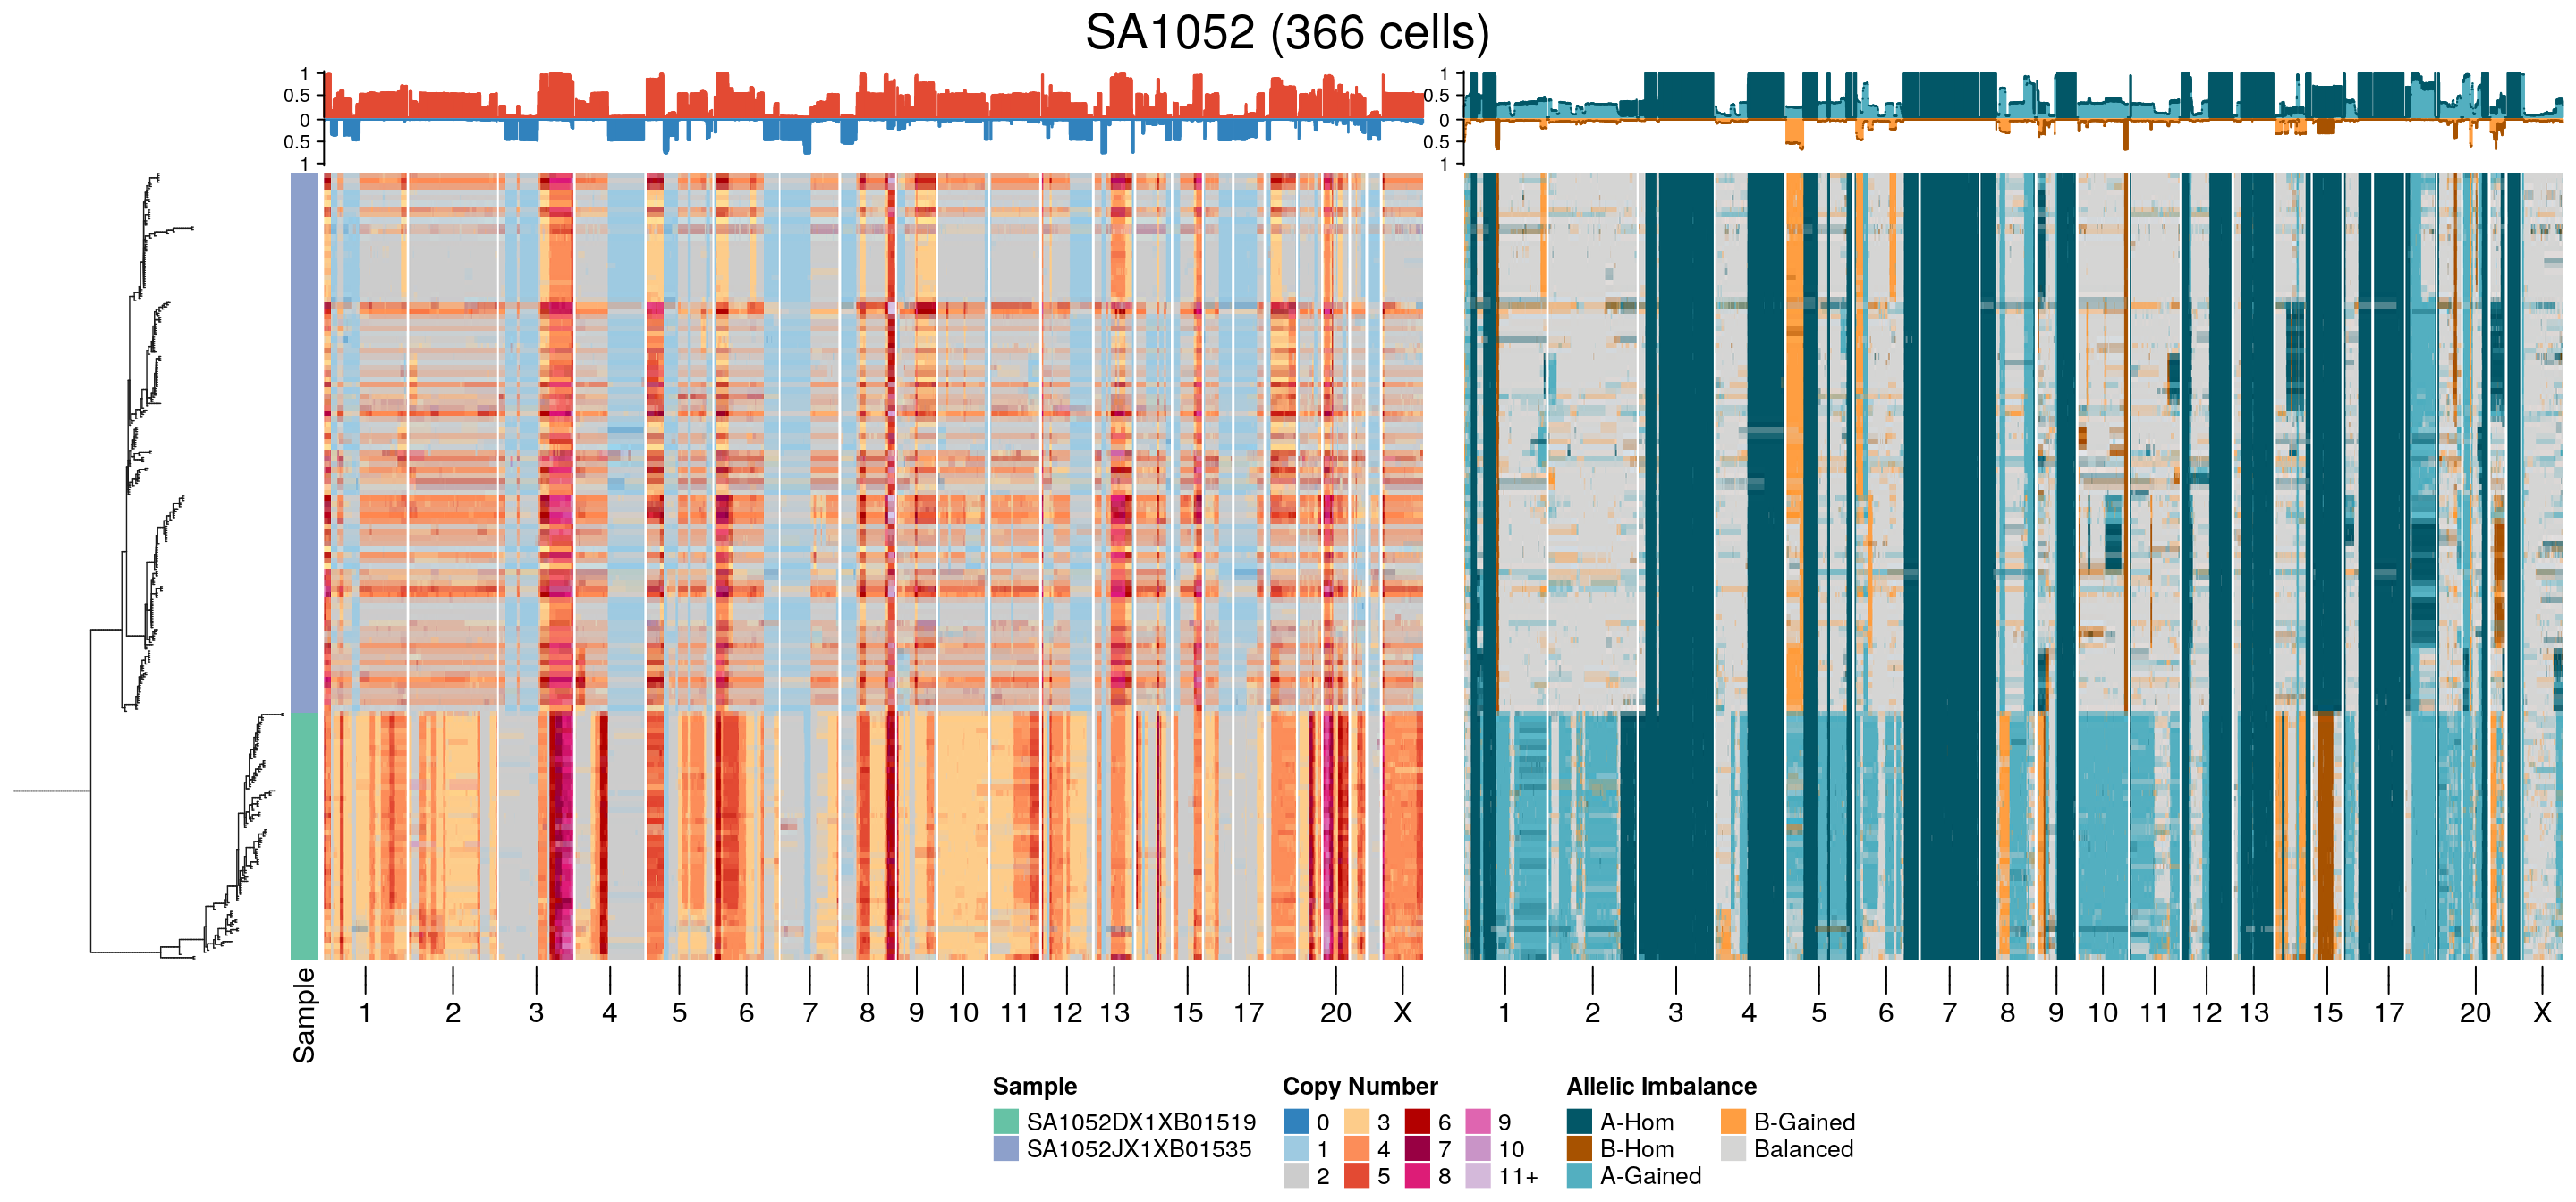 SA1052 (366 cells)
1
0.5
0
0.5
1
1
0.5
0
0.5
1
Sample
1 2 3 4 5 6 7 8 9 10 11 12 13 15 17 20 X
1 2 3 4 5 6 7 8 9 10 11 12 13 15 17 20 X
Sample
SA1052DX1XB01519
SA1052JX1XB01535
Copy Number
0 3 6 9
1 4 7 10
2 5 8 11+
Allelic Imbalance
A-Hom B-Gained
B-Hom Balanced
A-Gained